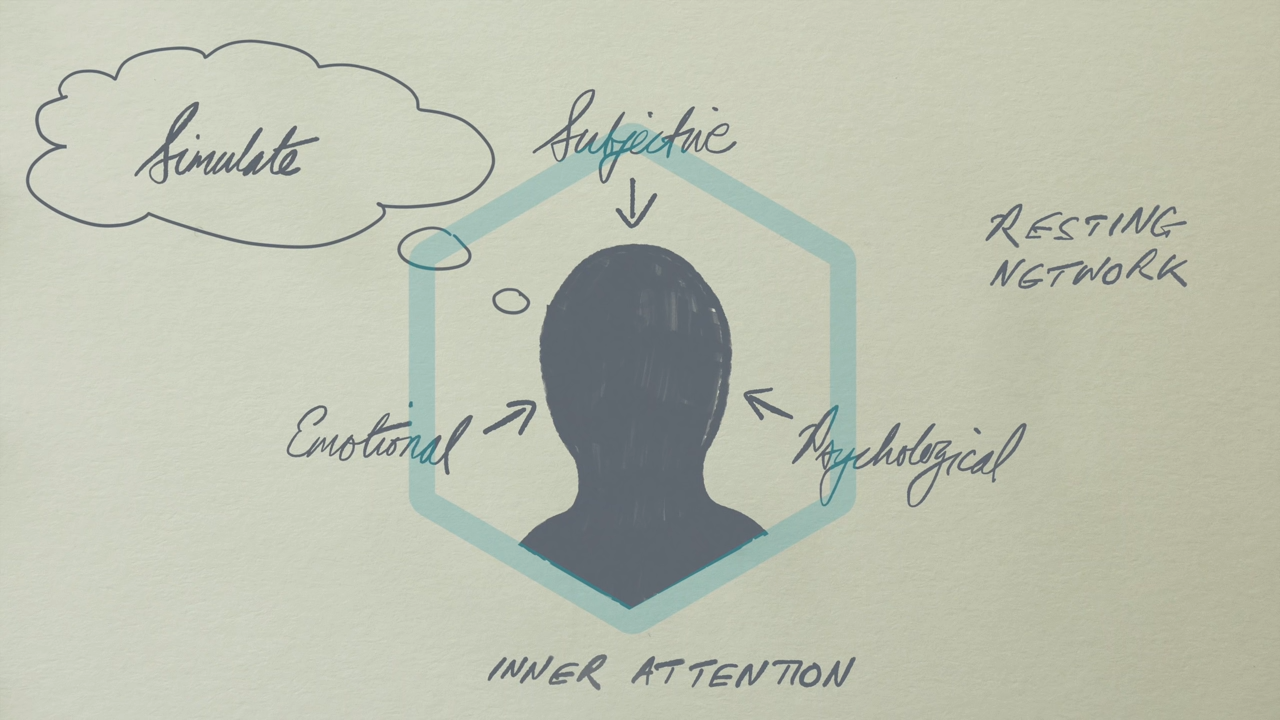 Simulate
Subjective
RESTING
NETWORK
Emotional
Psychological
INNER ATTENTION